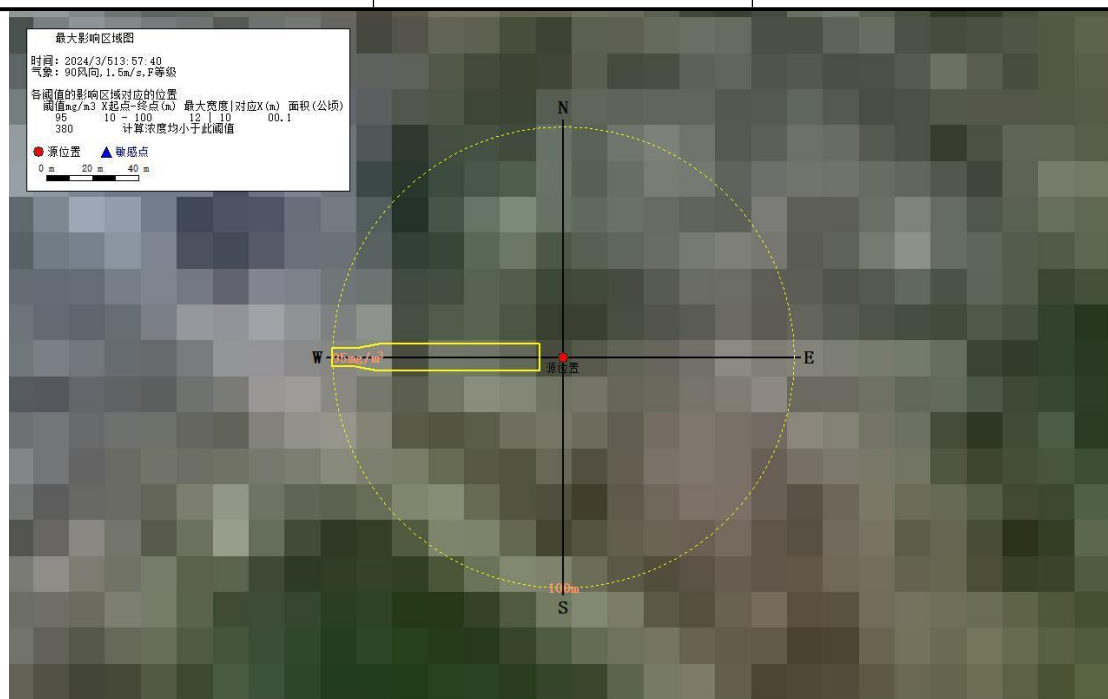 最大影响区域图
时间: 2024/3/513:57:40
气象: 90风向,1.5m/s,F等级
各阈值的影响区域对应的位置
阈值mg/m3 X起点-终点(m) 最大宽度|对应X(m) 面积(公顷)
95 10 - 100 12 | 10 00.1
380 计算浓度均小于此阈值
源位置 敏感点
0 m 20 m 40 m
N
W 95mg/m³ E
源位置
100m
S